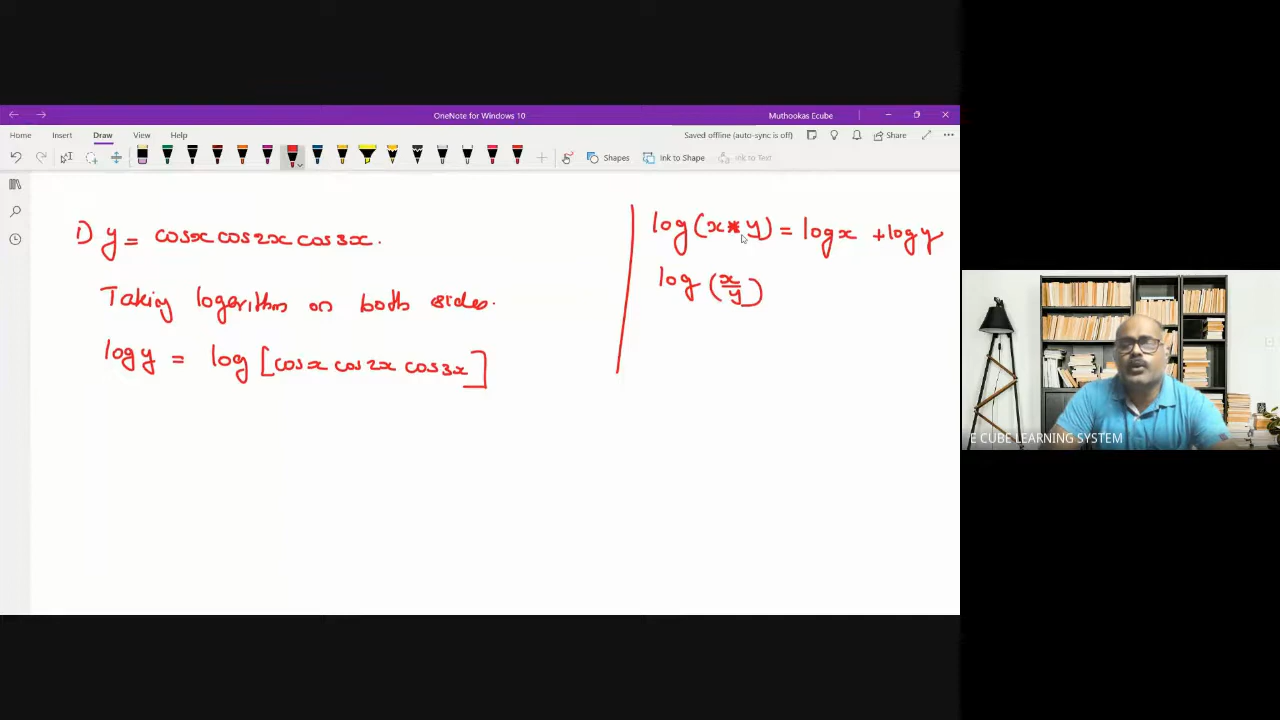 OneNote for Windows 10
Muthookas Ecube
Home Insert Draw View Help
Saved offline (auto-sync is off)
Share
Shapes
Ink to Shape
Ink to Text
1) y = cosx cos2x cos3x.
Taking logarithm on both sides.
log y = log [cosx cos2x cos3x]
log(x * y) = log x + log y
log (x/y)
E CUBE LEARNING SYSTEM